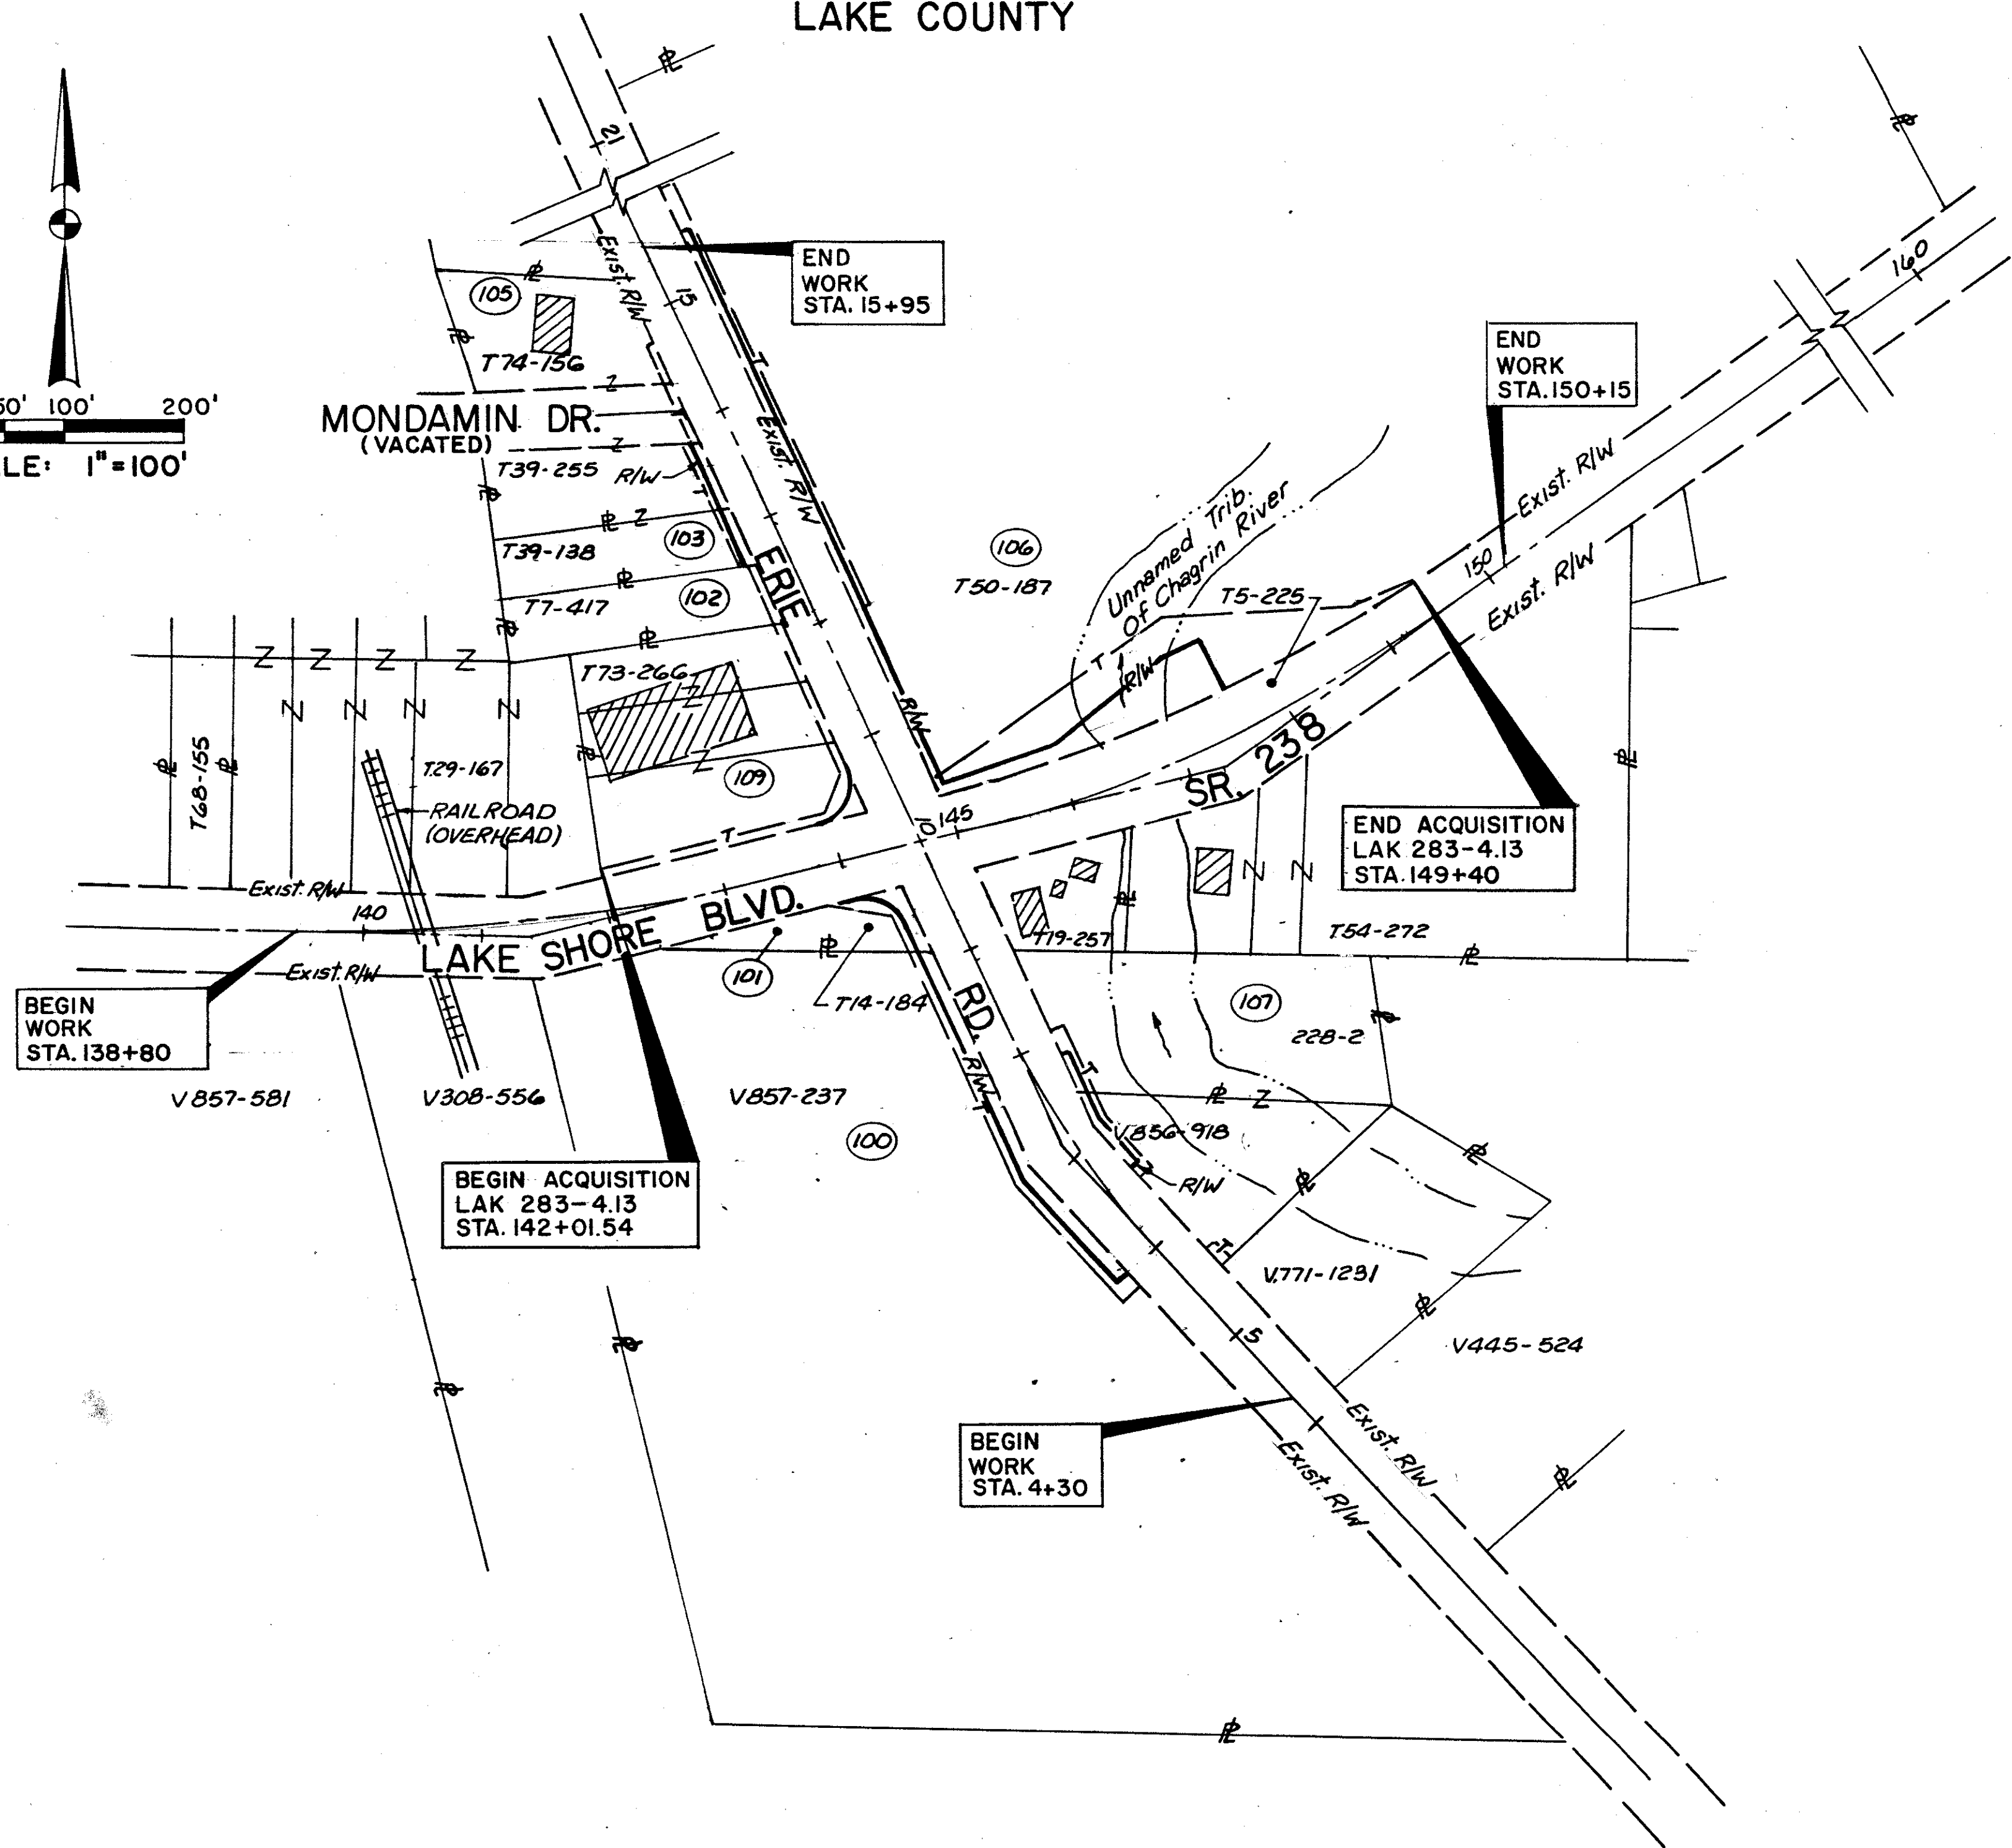 LAKE COUNTY
21
END
WORK
STA. 15+95
Exist. R/W
15
105
T74-156
160
END
WORK
STA. 150+15
50' 100' 200'
LE: 1"=100'
MONDAMIN DR.
(VACATED)
T39-255
R/W
T
Z
Exist. R/W
T
Exist. R/W
Unnamed Trib.
Of Chagrin River
103
T39-138
106
T50-187
T5-225
150
Exist. R/W
102
T7-417
ERIE
T73-266
T
R/W
R/W
T68-155
T29-167
109
SR. 238
RAILROAD
(OVERHEAD)
T
10
145
END ACQUISITION
LAK 283-4.13
STA. 149+40
Exist. R/W
140
LAKE SHORE BLVD.
Exist. R/W
101
T14-184
T19-257
T54-272
BEGIN
WORK
STA. 138+80
RD.
107
228-2
R/W
T
T
V857-581
V308-556
V857-237
100
V856-918
R/W
BEGIN ACQUISITION
LAK 283-4.13
STA. 142+01.54
T
V771-1231
5
V445-524
BEGIN
WORK
STA. 4+30
Exist. R/W
Exist. R/W